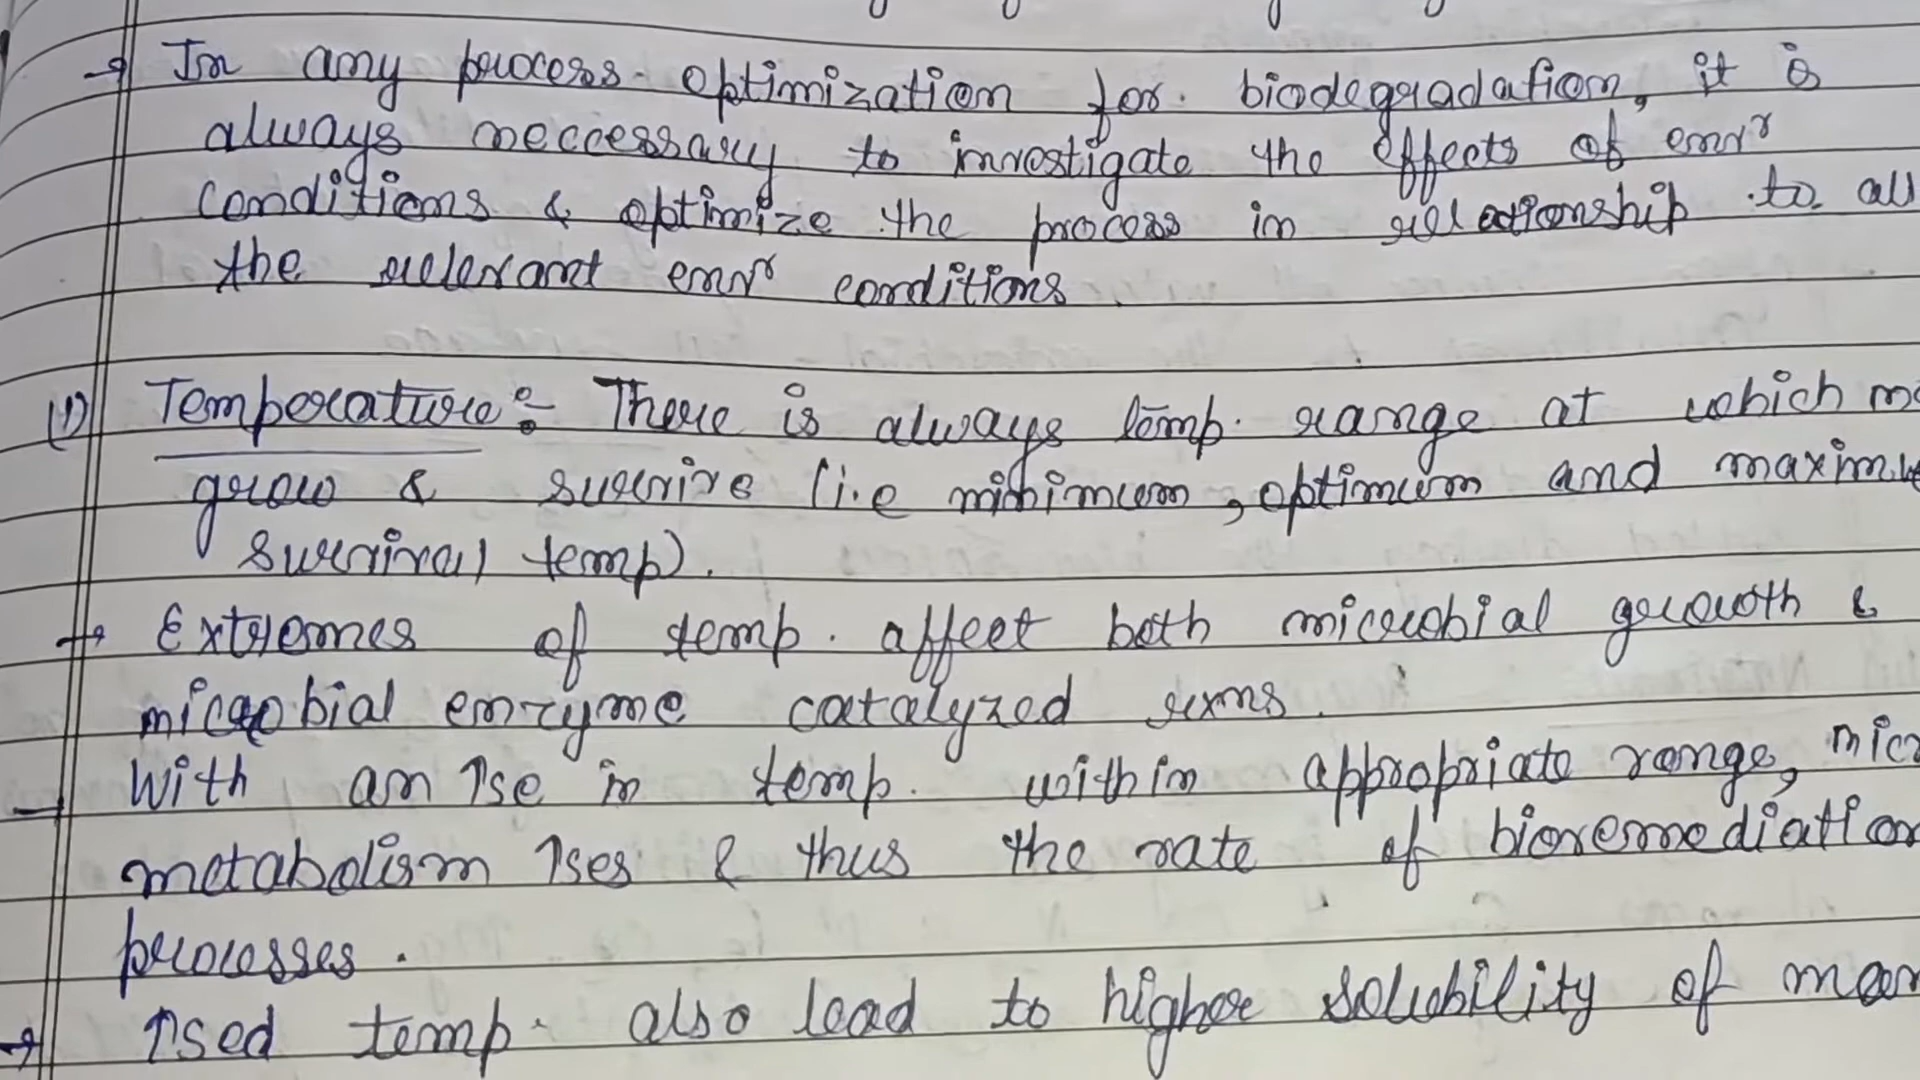 → In any process optimization for. biodegradation, it is
always neccessary to investigate the effects of envr
conditions & optimize the process in relationship to all
the relevant envr conditions.
(1) Temperature:- There is always temp. range at which
grow & survive (i.e minimum, optimum and
survival temp).
→ Extremes of temp. affect both microbial growth &
microbial enzyme catalyzed rxns.
→ With an ↑se in temp. within appropriate range,
metabolism ↑ses & thus the rate of bioremediation
processes.
→ ↑sed temp. also lead to higher solubility of